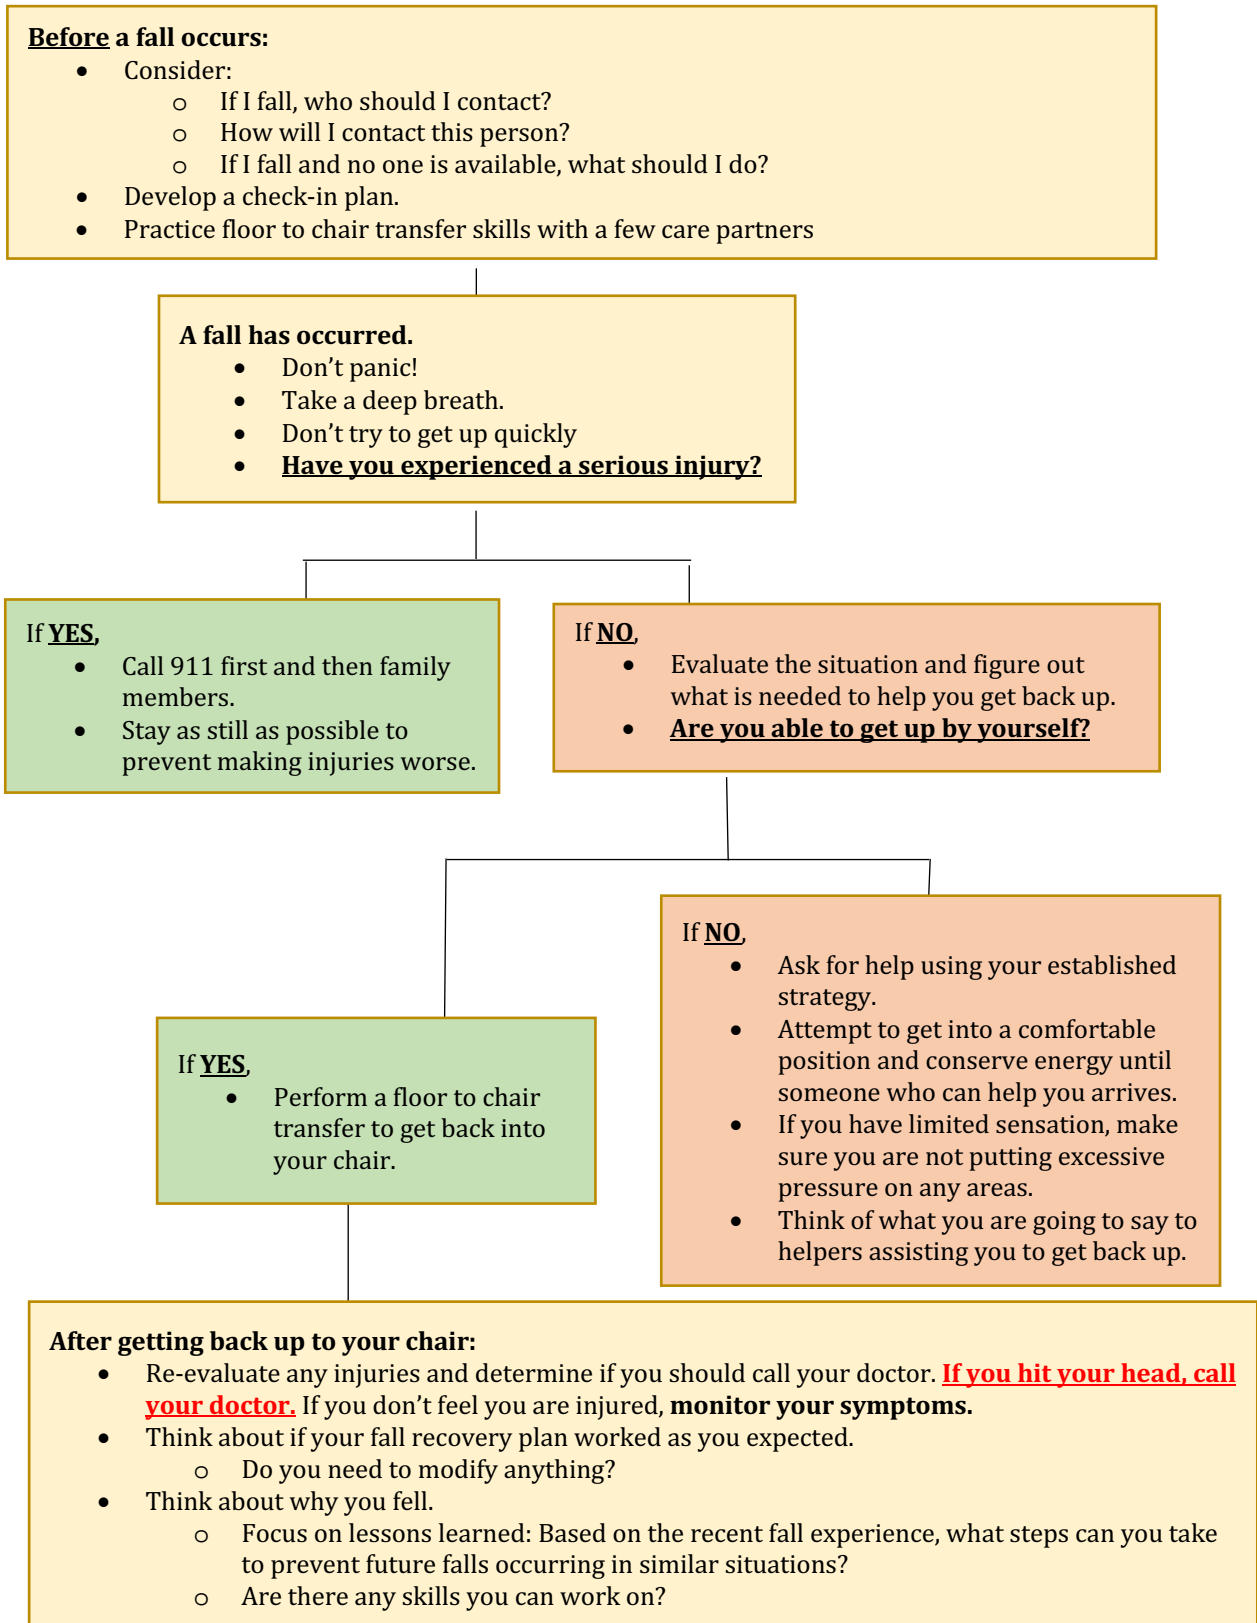 Before a fall occurs:
• Consider:
o If I fall, who should I contact?
o How will I contact this person?
o If I fall and no one is available, what should I do?
• Develop a check-in plan.
• Practice floor to chair transfer skills with a few care partners
A fall has occurred.
• Don’t panic!
• Take a deep breath.
• Don’t try to get up quickly
• Have you experienced a serious injury?
If YES,
• Call 911 first and then family
members.
• Stay as still as possible to
prevent making injuries worse.
If NO,
• Evaluate the situation and figure out
what is needed to help you get back up.
• Are you able to get up by yourself?
If YES,
• Perform a floor to chair
transfer to get back into
your chair.
If NO,
• Ask for help using your established
strategy.
• Attempt to get into a comfortable
position and conserve energy until
someone who can help you arrives.
• If you have limited sensation, make
sure you are not putting excessive
pressure on any areas.
• Think of what you are going to say to
helpers assisting you to get back up.
After getting back up to your chair:
• Re-evaluate any injuries and determine if you should call your doctor. If you hit your head, call
your doctor. If you don’t feel you are injured, monitor your symptoms.
• Think about if your fall recovery plan worked as you expected.
o Do you need to modify anything?
• Think about why you fell.
o Focus on lessons learned: Based on the recent fall experience, what steps can you take
to prevent future falls occurring in similar situations?
o Are there any skills you can work on?